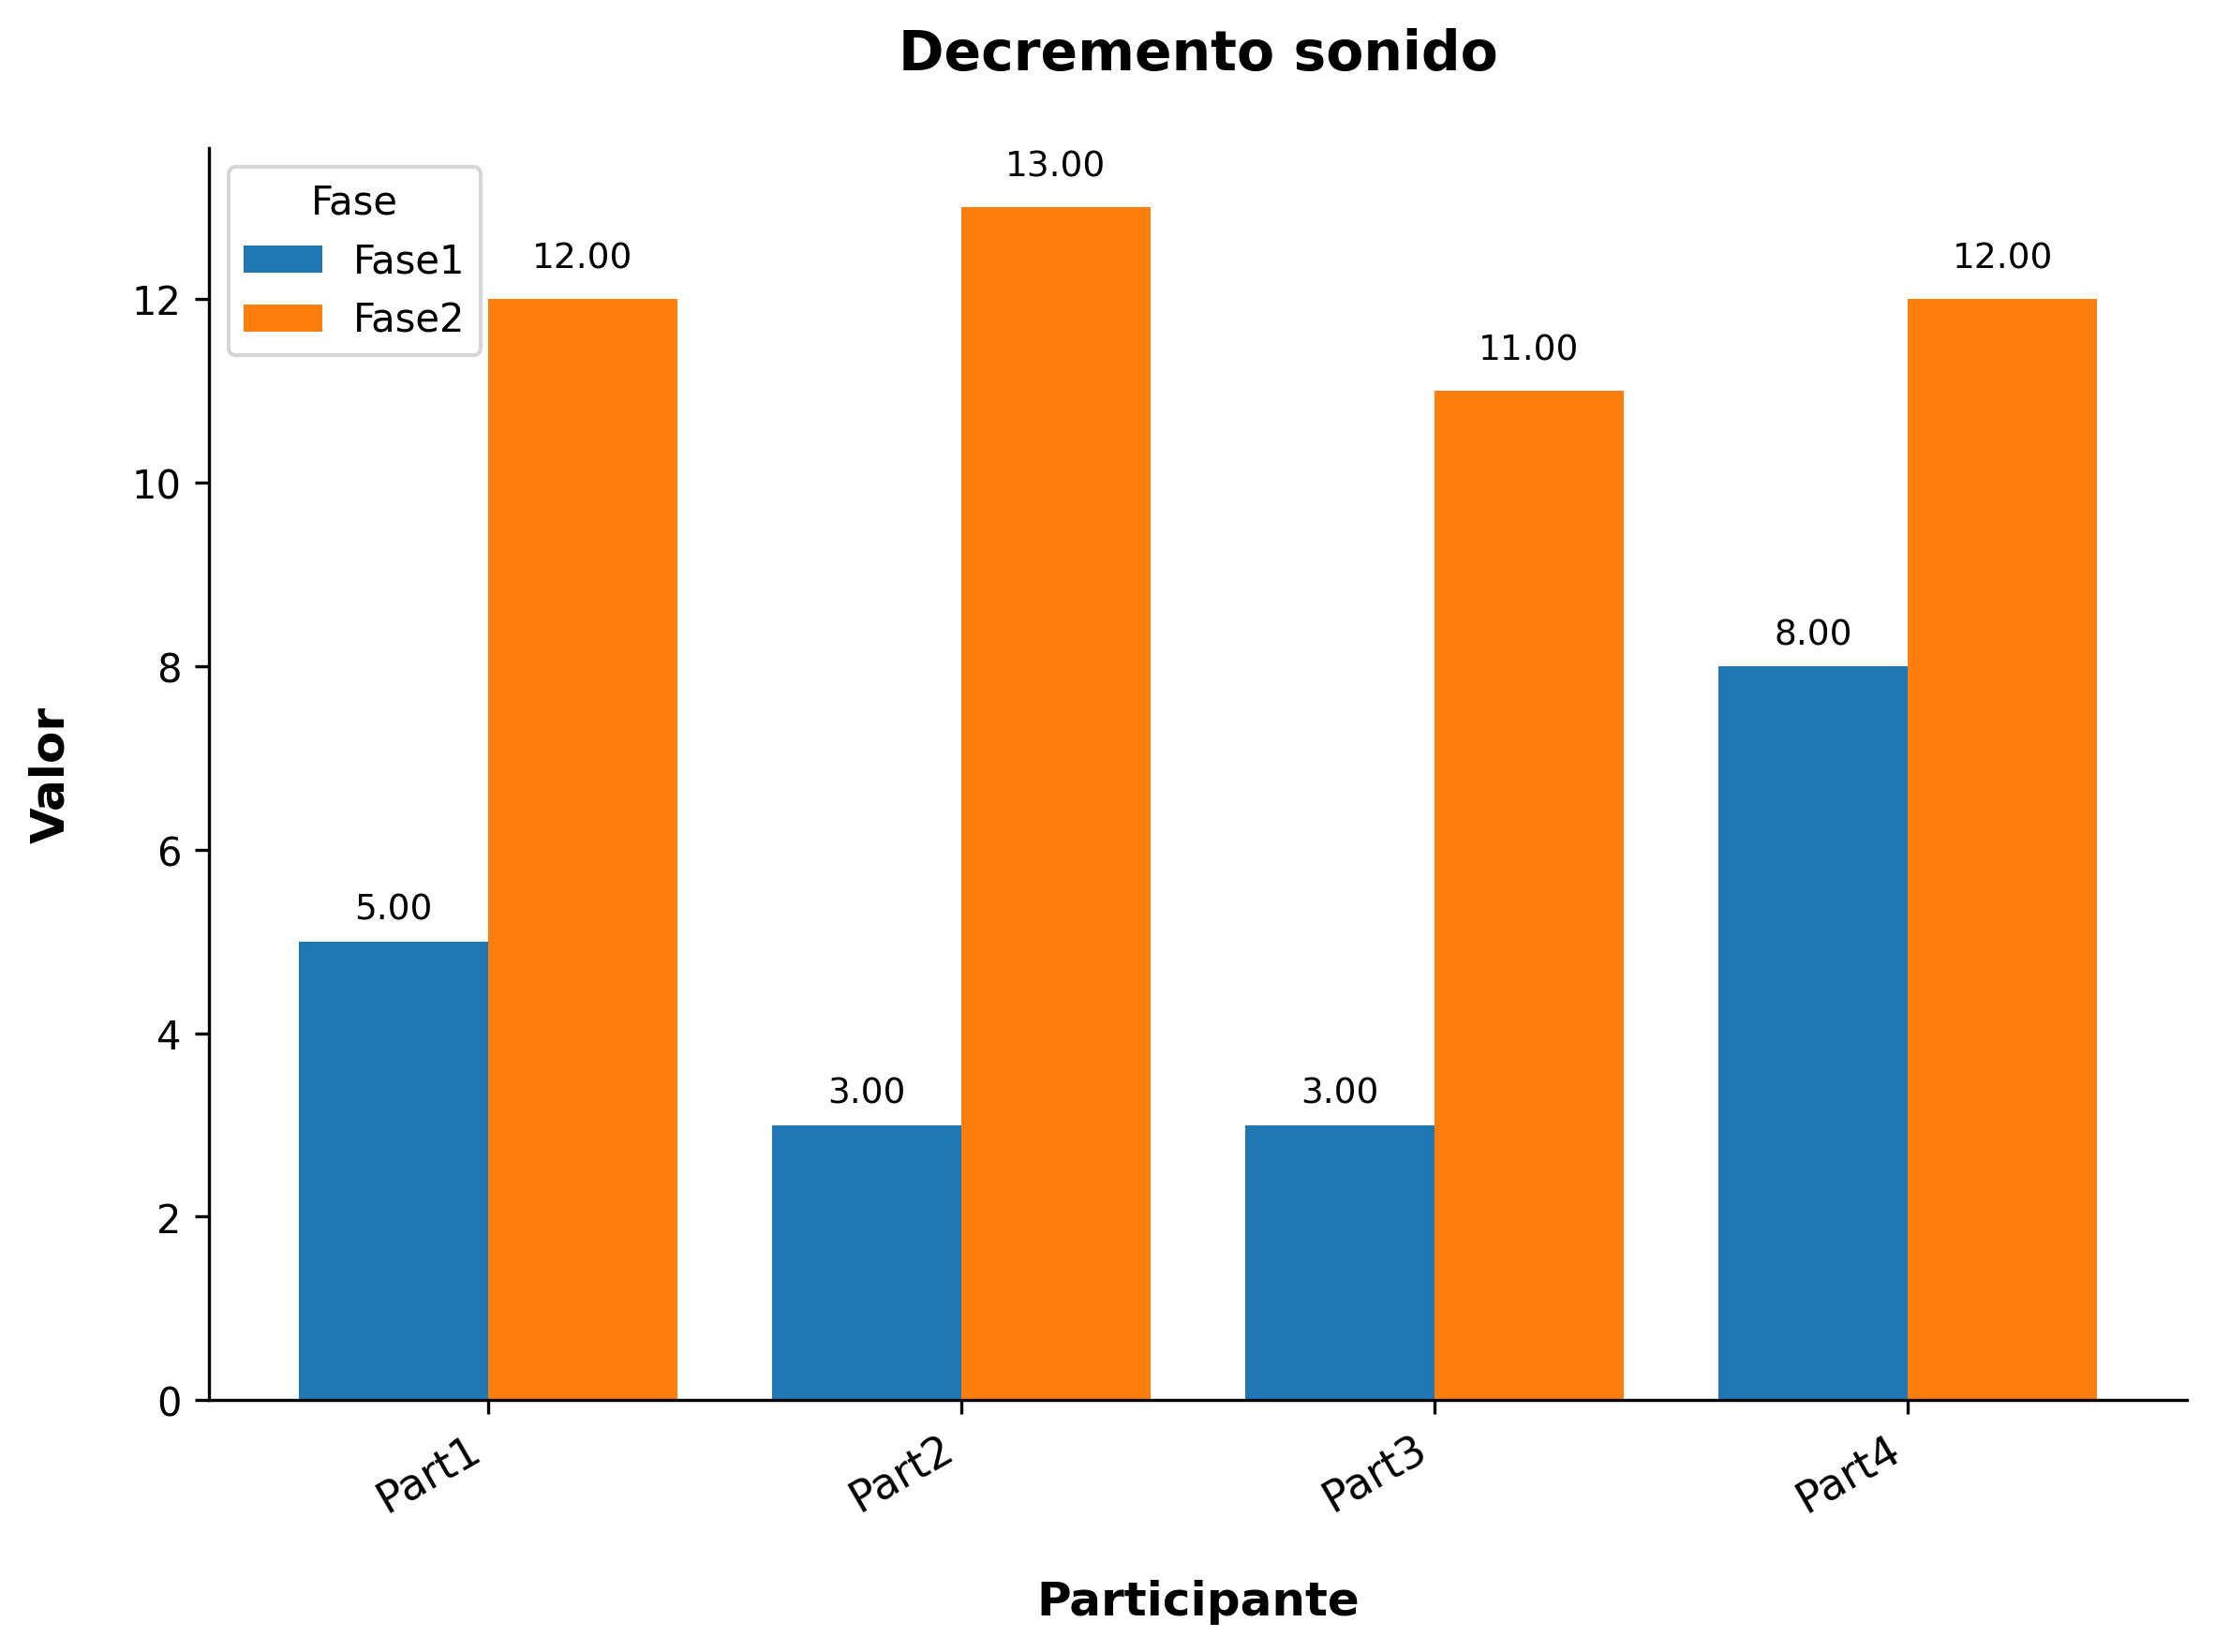 Decremento sonido
Fase
Fase1
Fase2
Valor
12
10
8
6
4
2
0
5.00
12.00
3.00
13.00
3.00
11.00
8.00
12.00
Part1
Part2
Part3
Part4
Participante